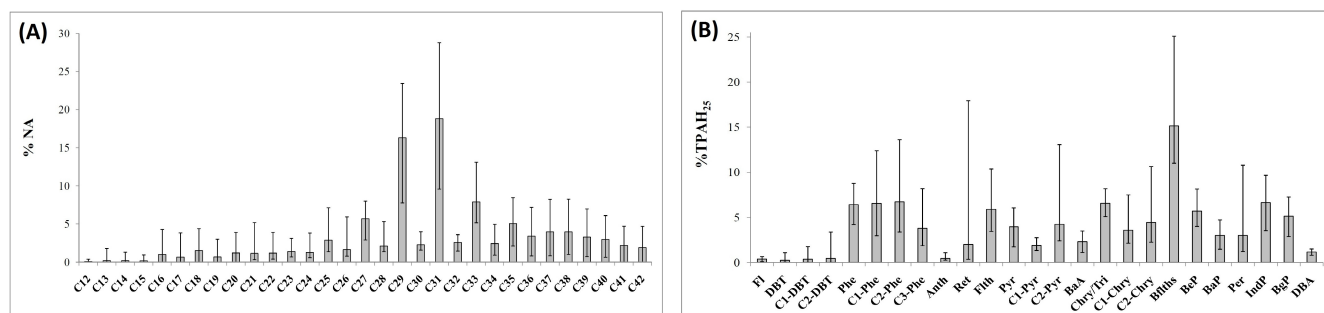 (A)
% NA
30
25
20
15
10
5
0
C12
C13
C14
C15
C16
C17
C18
C19
C20
C21
C22
C23
C24
C25
C26
C27
C28
C29
C30
C31
C32
C33
C34
C35
C36
C37
C38
C39
C40
C41
C42
(B)
%TPAH25
25
20
15
10
5
0
Fl
DBT
C1-DBT
C2-DBT
Phe
C1-Phe
C2-Phe
C3-Phe
Anth
Ret
Flth
Pyr
C1-Pyr
C2-Pyr
BaA
Chry/Tri
C1-Chry
C2-Chry
Bflths
BeP
BaP
Per
IndP
BgP
DBA